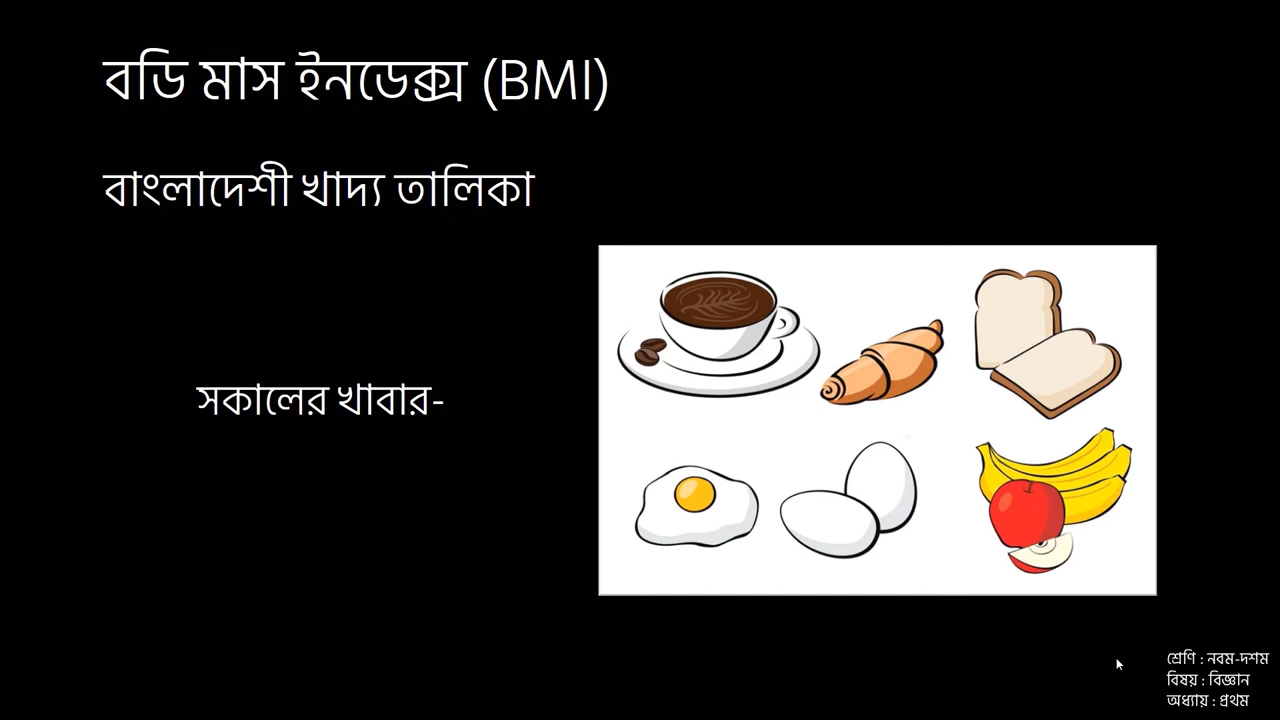 বডি মাস ইনডেক্স (BMI)
বাংলাদেশী খাদ্য তালিকা
সকালের খাবার-
শ্রেণি : নবম-দশম
বিষয় : বিজ্ঞান
অধ্যায় : প্রথম